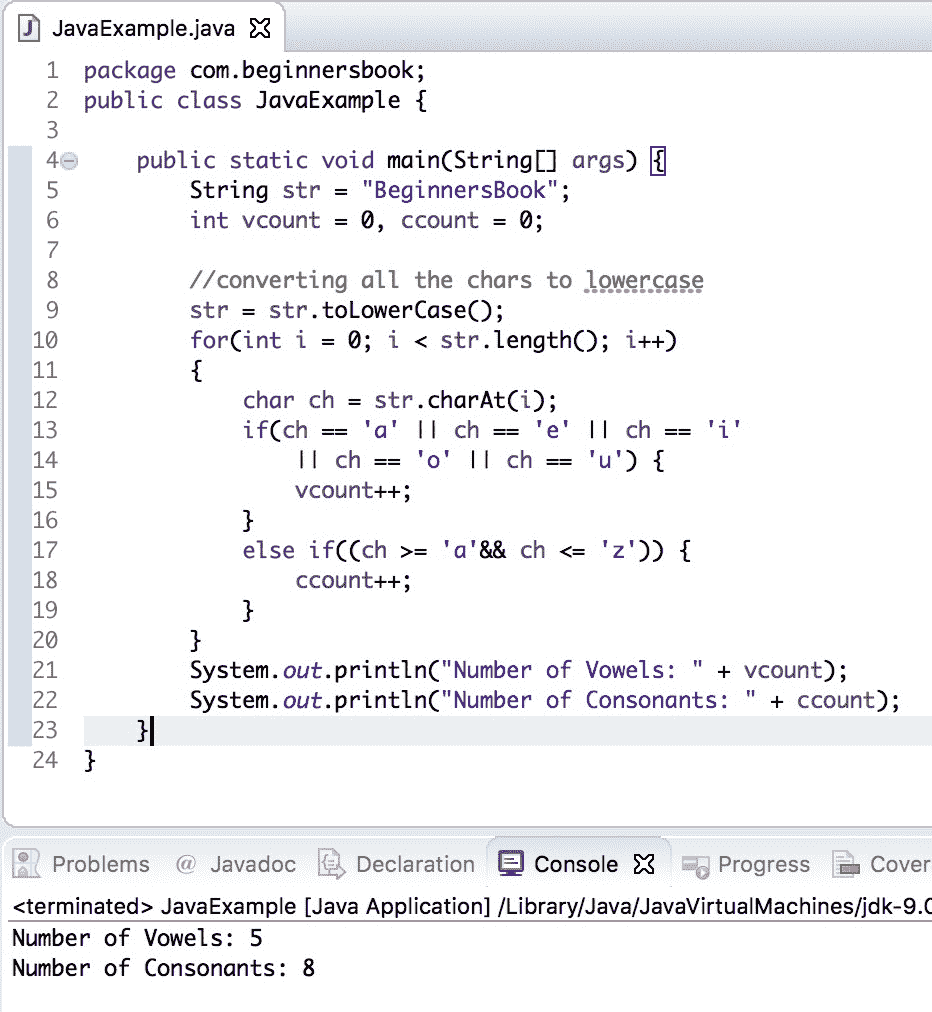 JavaExample.java
1 package com.beginnersbook;
2 public class JavaExample {
3
4 public static void main(String[] args) {
5 String str = "BeginnersBook";
6 int vcount = 0, ccount = 0;
7
8 //converting all the chars to lowercase
9 str = str.toLowerCase();
10 for(int i = 0; i < str.length(); i++)
11 {
12 char ch = str.charAt(i);
13 if(ch == 'a' || ch == 'e' || ch == 'i'
14 || ch == 'o' || ch == 'u') {
15 vcount++;
16 }
17 else if((ch >= 'a'&& ch <= 'z')) {
18 ccount++;
19 }
20 }
21 System.out.println("Number of Vowels: " + vcount);
22 System.out.println("Number of Consonants: " + ccount);
23 }
24 }
Problems @ Javadoc Declaration Console Progress Cover
<terminated> JavaExample [Java Application] /Library/Java/JavaVirtualMachines/jdk-9.0
Number of Vowels: 5
Number of Consonants: 8